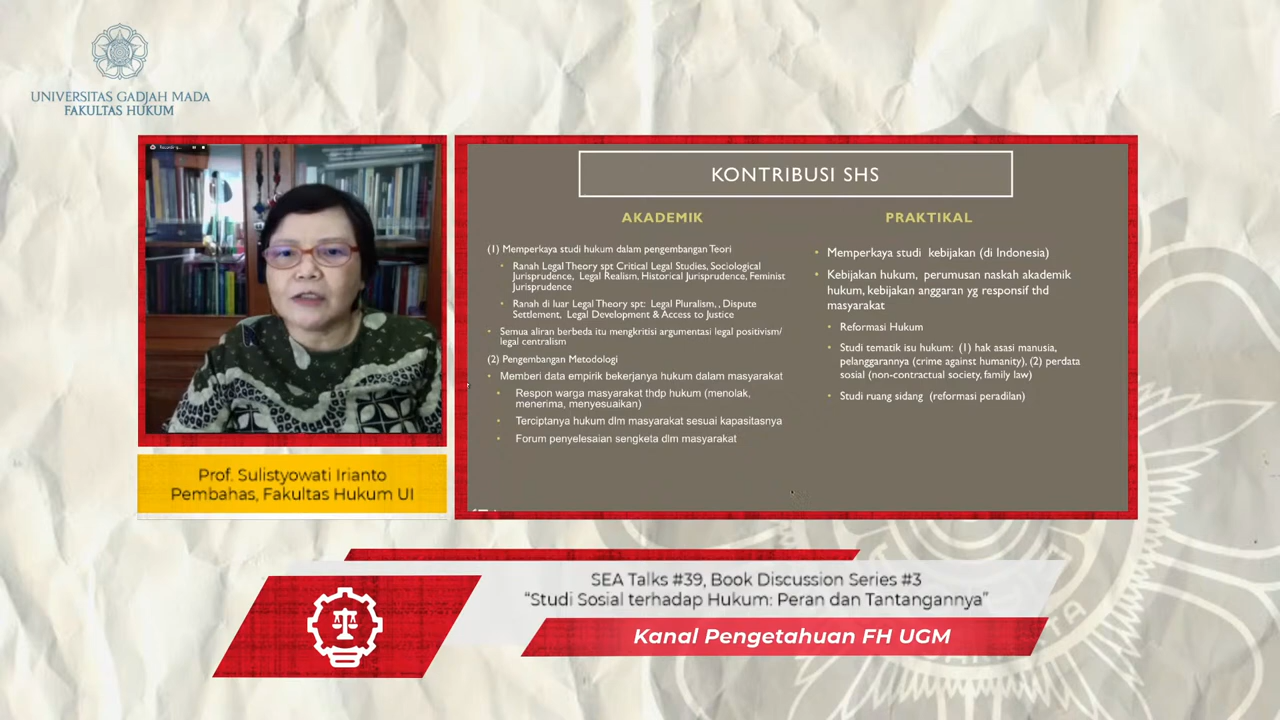 UNIVERSITAS GADJAH MADA
FAKULTAS HUKUM
Prof. Sulistyowati Irianto
Pembahas, Fakultas Hukum UI
KONTRIBUSI SHS
AKADEMIK
(1) Memperkaya studi hukum dalam pengembangan Teori
• Ranah Legal Theory spt Critical Legal Studies, Sociological
Jurisprudence, Legal Realism, Historical Jurisprudence, Feminist
Jurisprudence
• Ranah di luar Legal Theory spt: Legal Pluralism, , Dispute
Settlement, Legal Development & Access to Justice
• Semua aliran berbeda itu mengkritisi argumentasi legal positivism/
legal centralism
(2) Pengembangan Metodologi
• Memberi data empirik bekerjanya hukum dalam masyarakat
• Respon warga masyarakat thdp hukum (menolak,
menerima, menyesuaikan)
• Terciptanya hukum dlm masyarakat sesuai kapasitasnya
• Forum penyelesaian sengketa dlm masyarakat
PRAKTIKAL
• Memperkaya studi kebijakan (di Indonesia)
• Kebijakan hukum, perumusan naskah akademik
hukum, kebijakan anggaran yg responsif thd
masyarakat
• Reformasi Hukum
• Studi tematik isu hukum: (1) hak asasi manusia,
pelanggarannya (crime against humanity), (2) perdata
sosial (non-contractual society, family law)
• Studi ruang sidang (reformasi peradilan)
SEA Talks #39, Book Discussion Series #3
“Studi Sosial terhadap Hukum: Peran dan Tantangannya”
Kanal Pengetahuan FH UGM